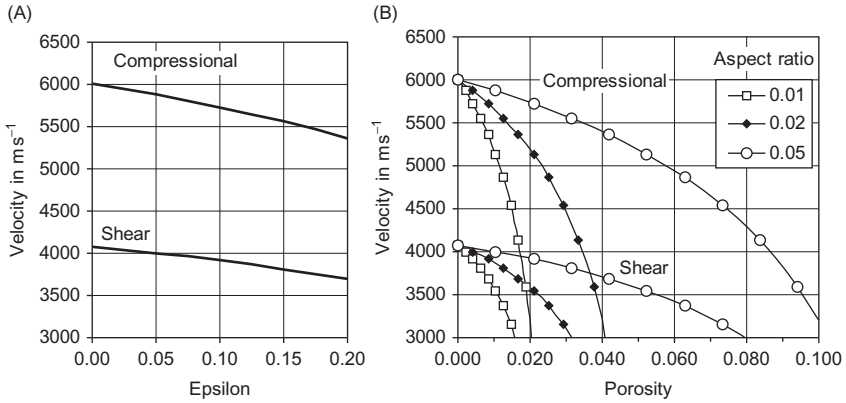 (A)
6500
6000
5500
5000
4500
4000
3500
3000
Velocity in m s⁻¹
Compressional
Shear
0.00 0.05 0.10 0.15 0.20
Epsilon
(B)
6500
6000
5500
5000
4500
4000
3500
3000
Velocity in m s⁻¹
Compressional
Shear
Aspect ratio
0.01
0.02
0.05
0.000 0.020 0.040 0.060 0.080 0.100
Porosity